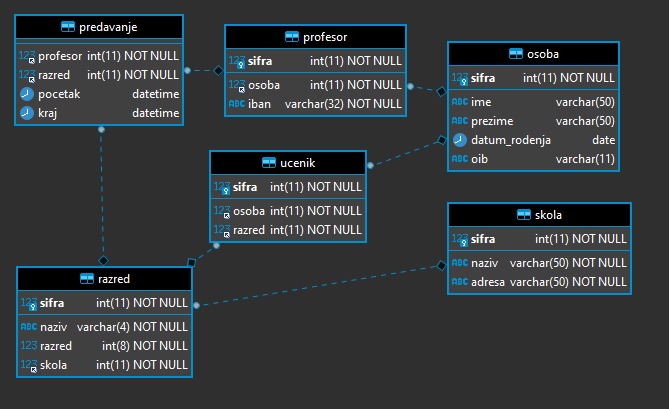 predavanje
123 profesor int(11) NOT NULL
123 razred int(11) NOT NULL
pocetak datetime
kraj datetime
profesor
123 sifra int(11) NOT NULL
123 osoba int(11) NOT NULL
ABC iban varchar(32) NOT NULL
osoba
123 sifra int(11) NOT NULL
ABC ime varchar(50)
ABC prezime varchar(50)
datum_rodenja date
ABC oib varchar(11)
ucenik
123 sifra int(11) NOT NULL
123 osoba int(11) NOT NULL
123 razred int(11) NOT NULL
skola
123 sifra int(11) NOT NULL
ABC naziv varchar(50) NOT NULL
ABC adresa varchar(50) NOT NULL
razred
123 sifra int(11) NOT NULL
ABC naziv varchar(4) NOT NULL
123 razred int(8) NOT NULL
123 skola int(11) NOT NULL